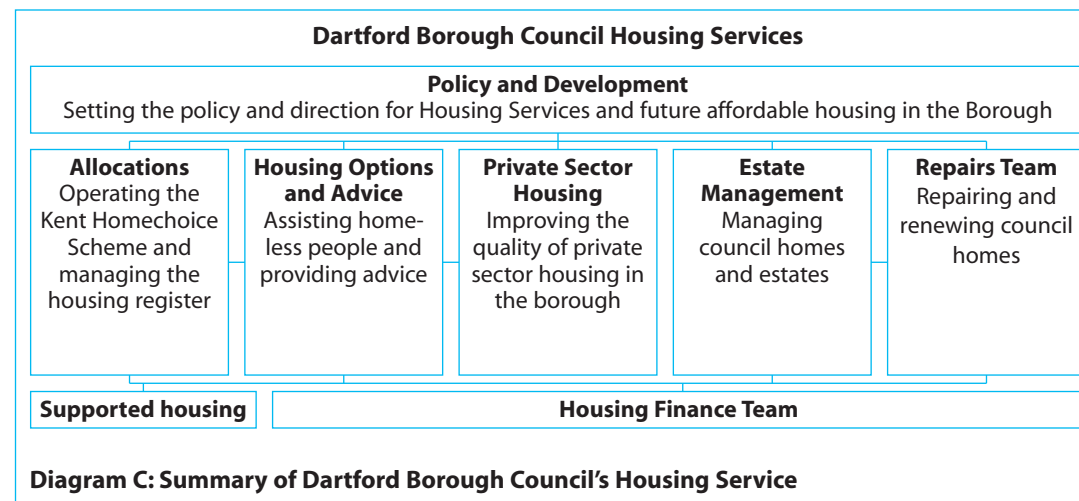 Dartford Borough Council Housing Services
Policy and Development
Setting the policy and direction for Housing Services and future affordable housing in the Borough
Allocations
Operating the
Kent Homechoice
Scheme and
managing the
housing register
Housing Options
and Advice
Assisting home-
less people and
providing advice
Private Sector
Housing
Improving the
quality of private
sector housing in
the borough
Estate
Management
Managing
council homes
and estates
Repairs Team
Repairing and
renewing council
homes
Supported housing
Housing Finance Team
Diagram C: Summary of Dartford Borough Council’s Housing Service